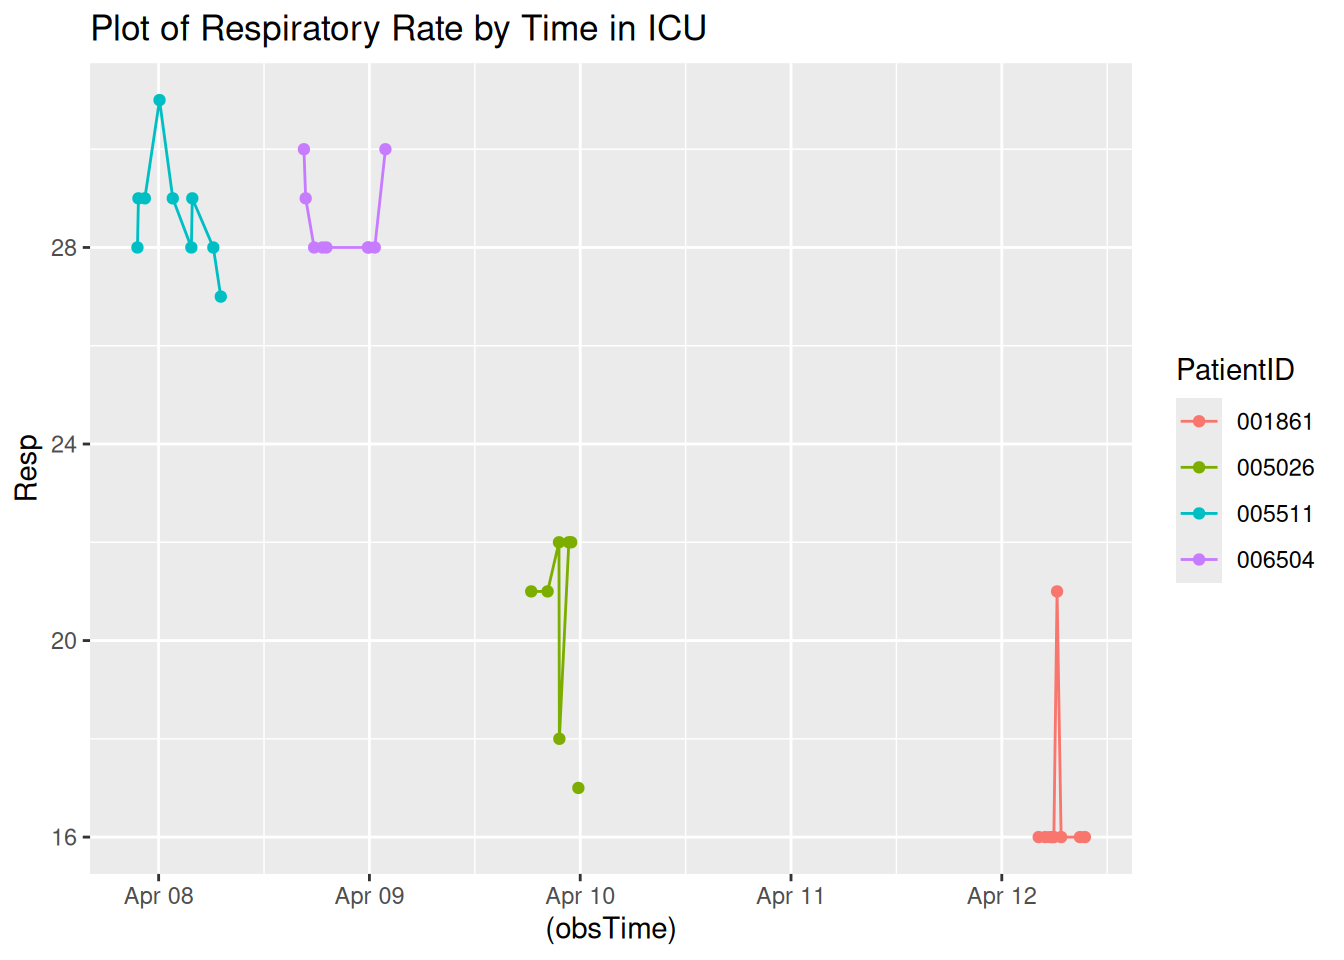 Plot of Respiratory Rate by Time in ICU
28
24
20
16
Resp
Apr 08
Apr 09
Apr 10
Apr 11
Apr 12
(obsTime)
PatientID
001861
005026
005511
006504